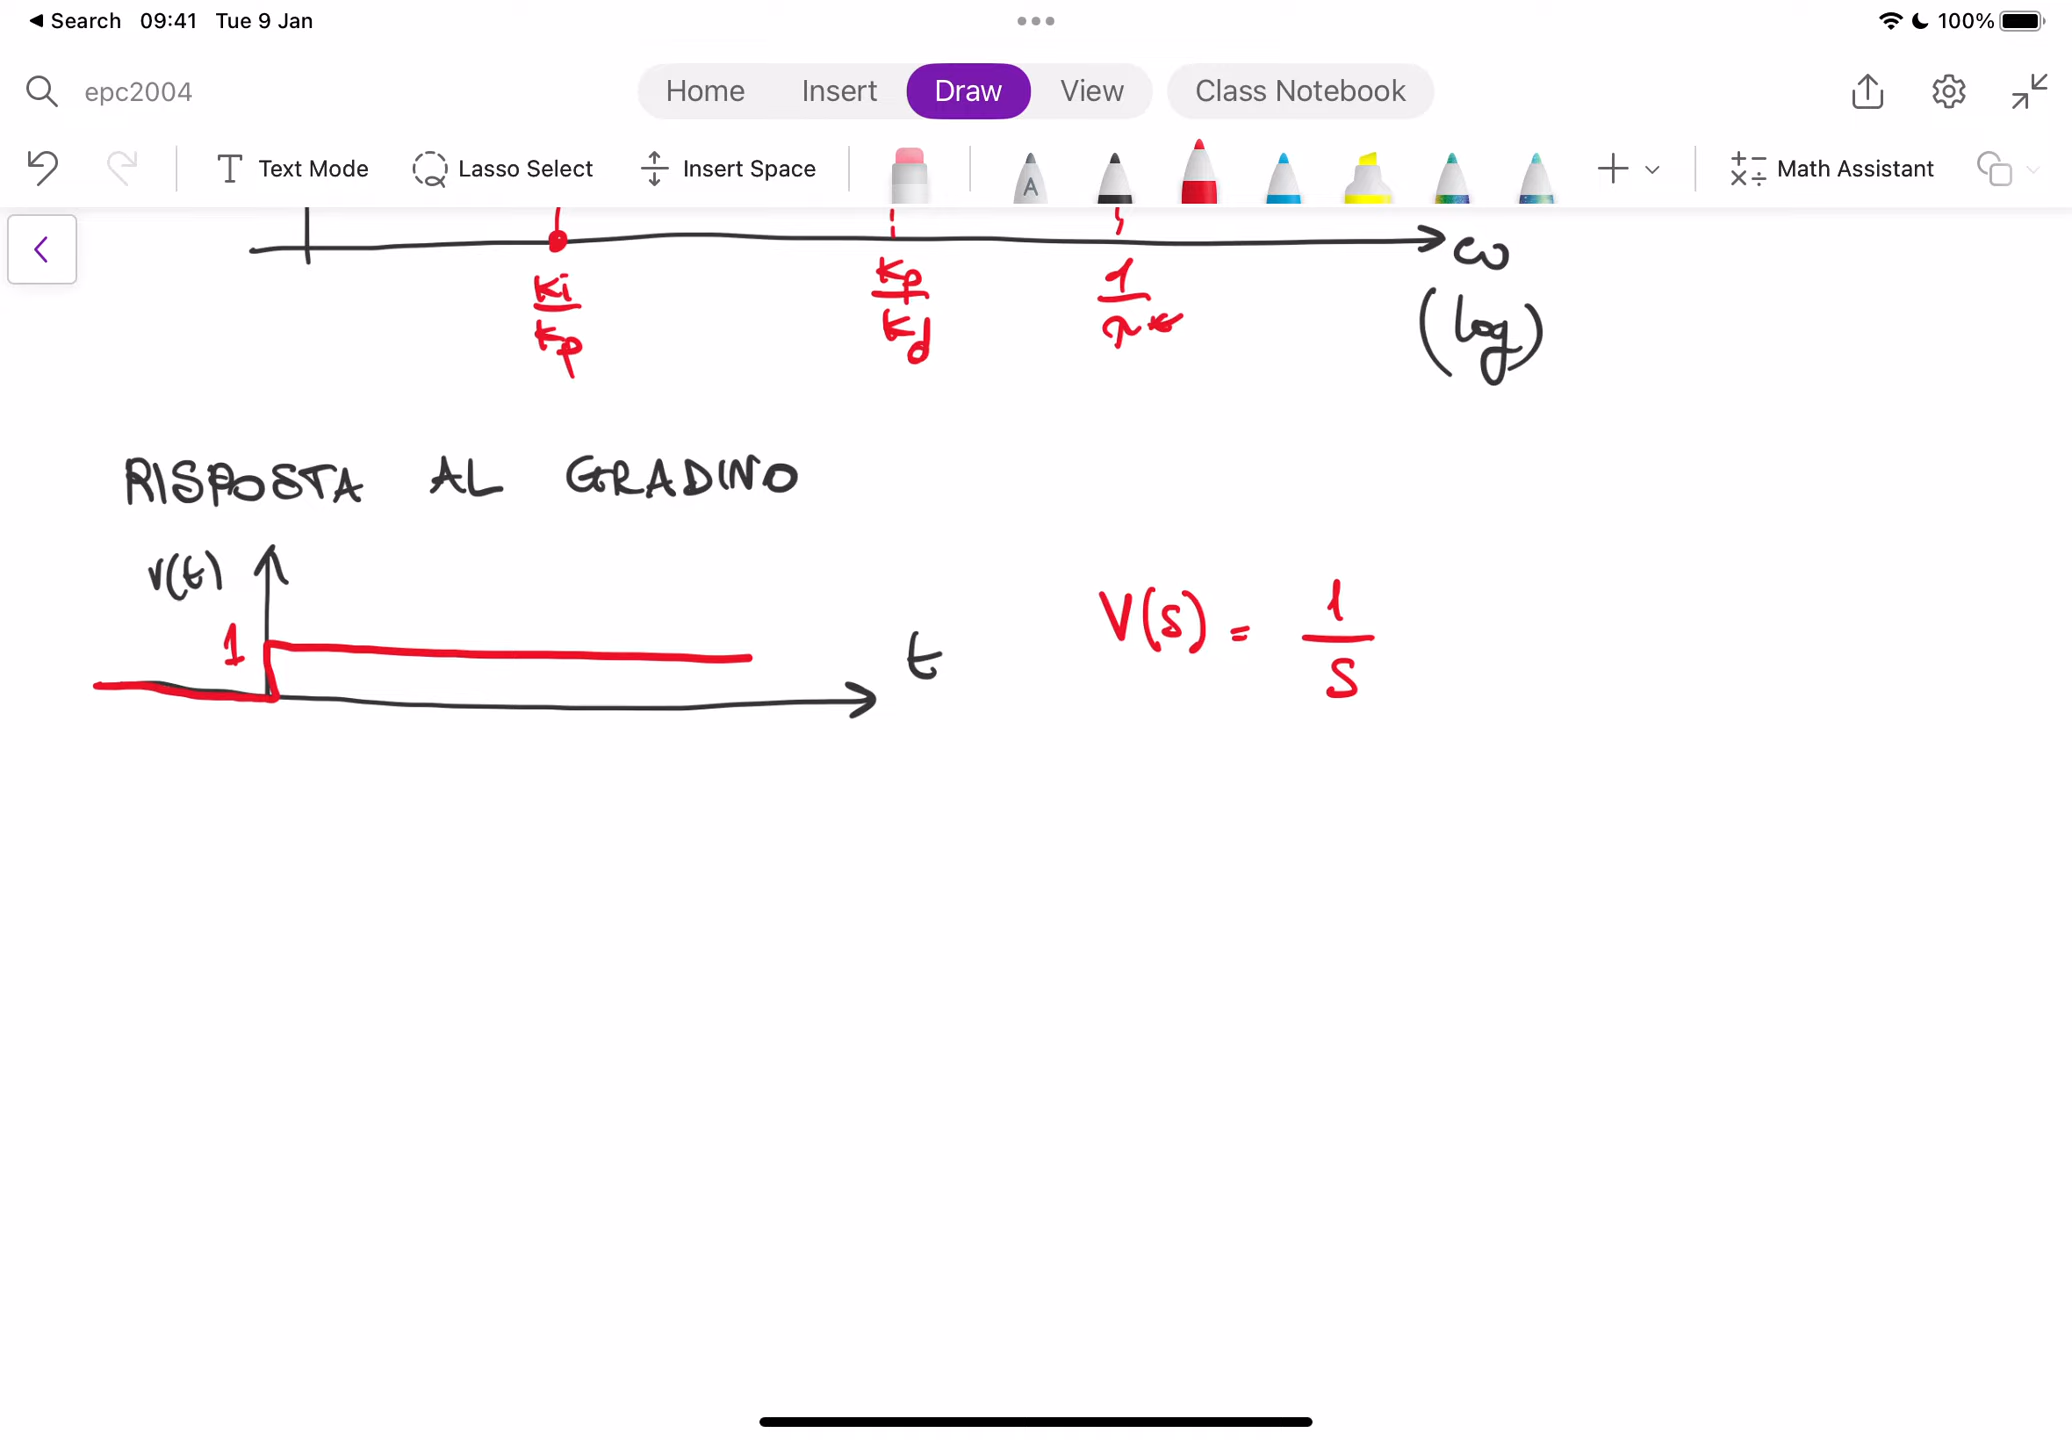 ◀ Search 09:41 Tue 9 Jan 100%
epc2004 Home Insert Draw View Class Notebook
Text Mode Lasso Select Insert Space A Math Assistant
ω
Ki/Kp Kp/Kd 1/τ*
(log)
RISPOSTA AL GRADINO
v(t)
1 t V(s) = 1/s